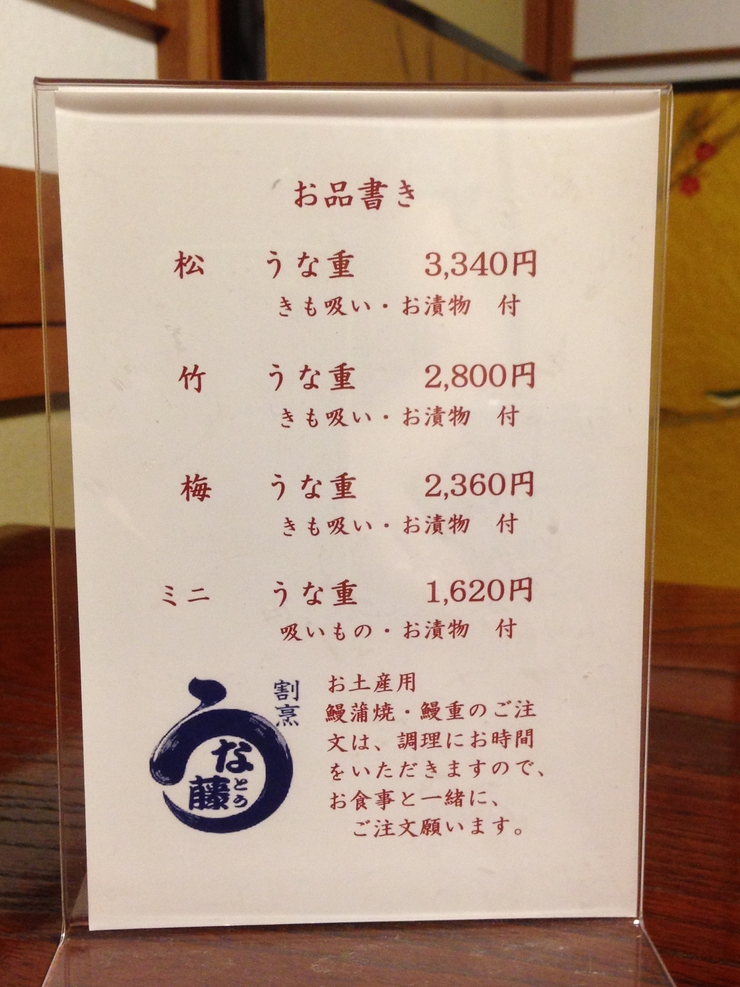 お品書き
松 うな重 3,340円
きも吸い・お漬物 付
竹 うな重 2,800円
きも吸い・お漬物 付
梅 うな重 2,360円
きも吸い・お漬物 付
ミニ うな重 1,620円
吸いもの・お漬物 付
割烹
うな藤
とう
お土産用
鰻蒲焼・鰻重のご注
文は、調理にお時間
をいただきますので、
お食事と一緒に、
ご注文願います。